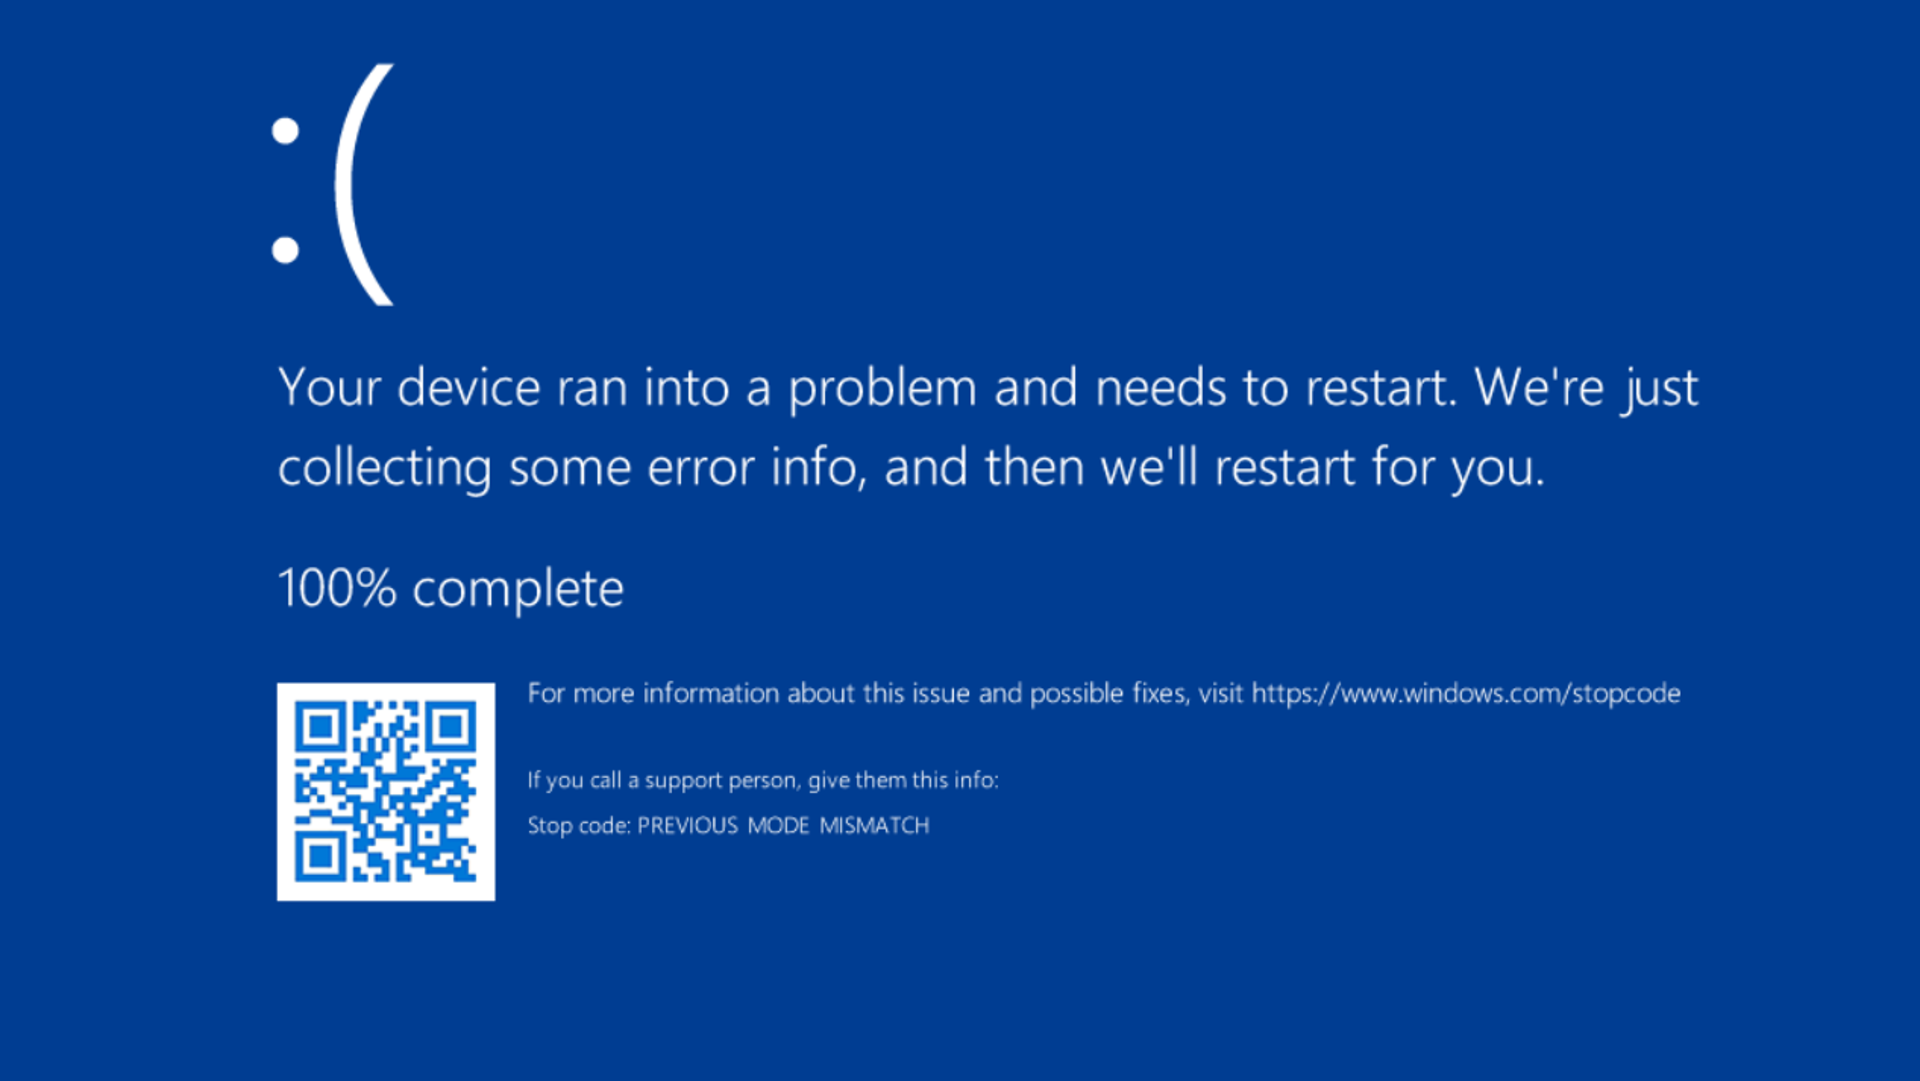 :(
Your device ran into a problem and needs to restart. We're just
collecting some error info, and then we'll restart for you.
100% complete
For more information about this issue and possible fixes, visit https://www.windows.com/stopcode
If you call a support person, give them this info:
Stop code: PREVIOUS MODE MISMATCH